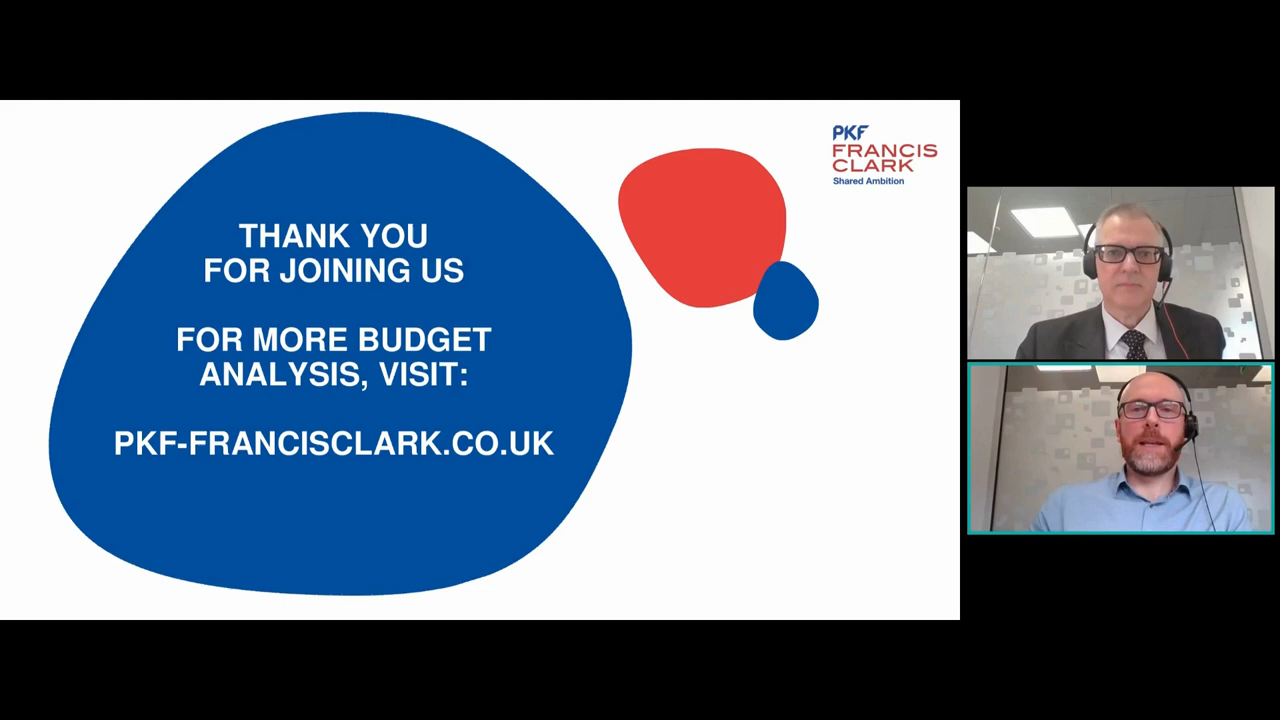 THANK YOU
FOR JOINING US
FOR MORE BUDGET
ANALYSIS, VISIT:
PKF-FRANCISCLARK.CO.UK
PKF
FRANCIS
CLARK
Shared Ambition